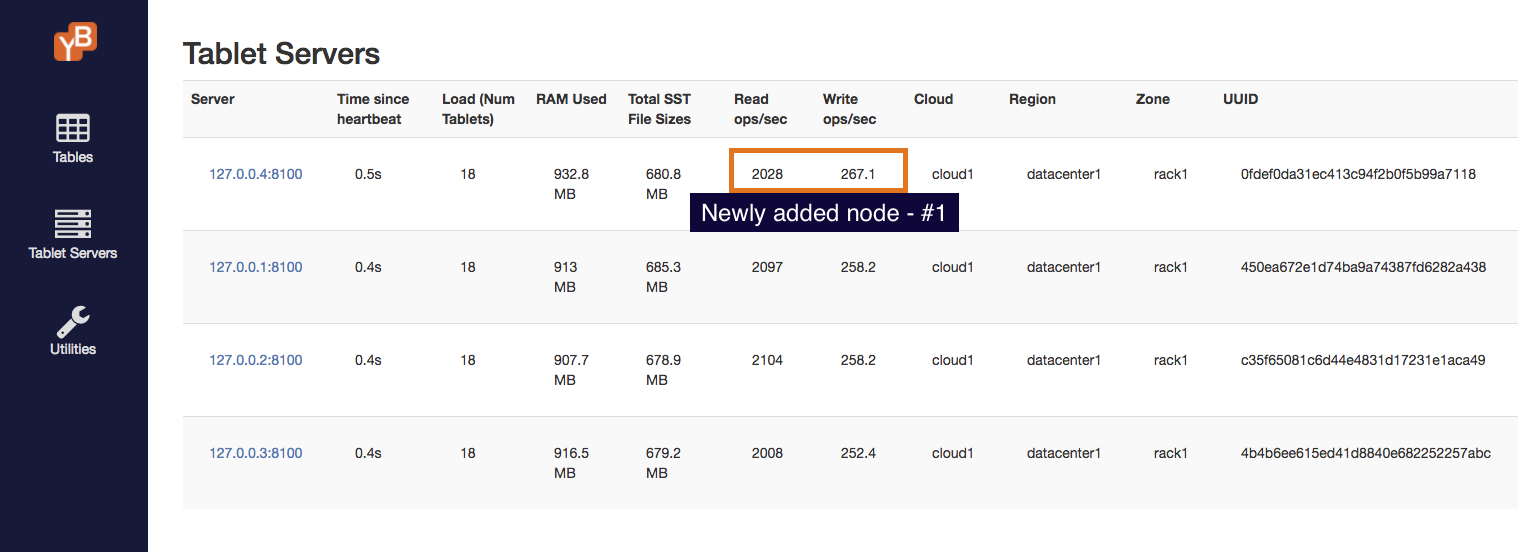 YB
Tablet Servers
Server Time since heartbeat Load (Num Tablets) RAM Used Total SST File Sizes Read ops/sec Write ops/sec Cloud Region Zone UUID
127.0.0.4:8100 0.5s 18 932.8 MB 680.8 MB 2028 267.1 cloud1 datacenter1 rack1 0fdef0da31ec413c94f2b0f5b99a7118
Newly added node - #1
127.0.0.1:8100 0.4s 18 913 MB 685.3 MB 2097 258.2 cloud1 datacenter1 rack1 450ea672e1d74ba9a74387fd6282a438
127.0.0.2:8100 0.4s 18 907.7 MB 678.9 MB 2104 258.2 cloud1 datacenter1 rack1 c35f65081c6d44e4831d17231e1aca49
127.0.0.3:8100 0.4s 18 916.5 MB 679.2 MB 2008 252.4 cloud1 datacenter1 rack1 4b4b6ee615ed41d8840e682252257abc
Tables
Tablet Servers
Utilities